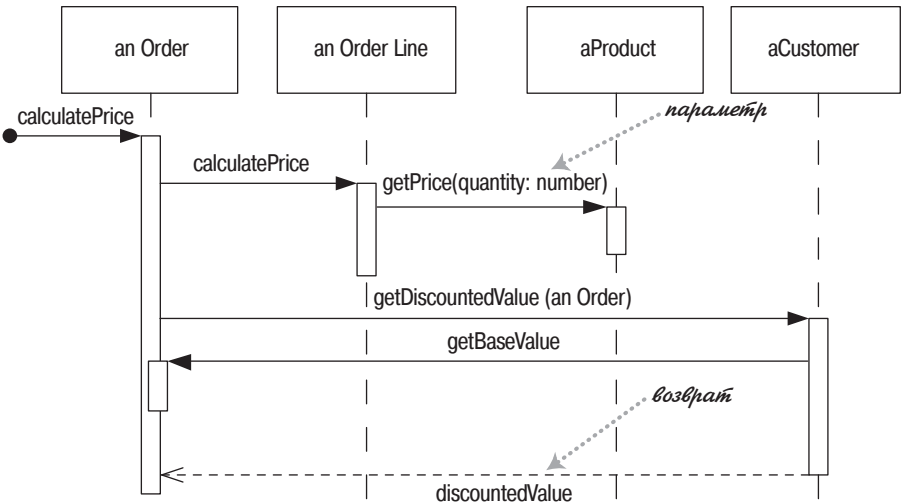 an Order
an Order Line
aProduct
aCustomer
параметр
calculatePrice
calculatePrice
getPrice(quantity: number)
getDiscountedValue (an Order)
getBaseValue
возврат
discountedValue